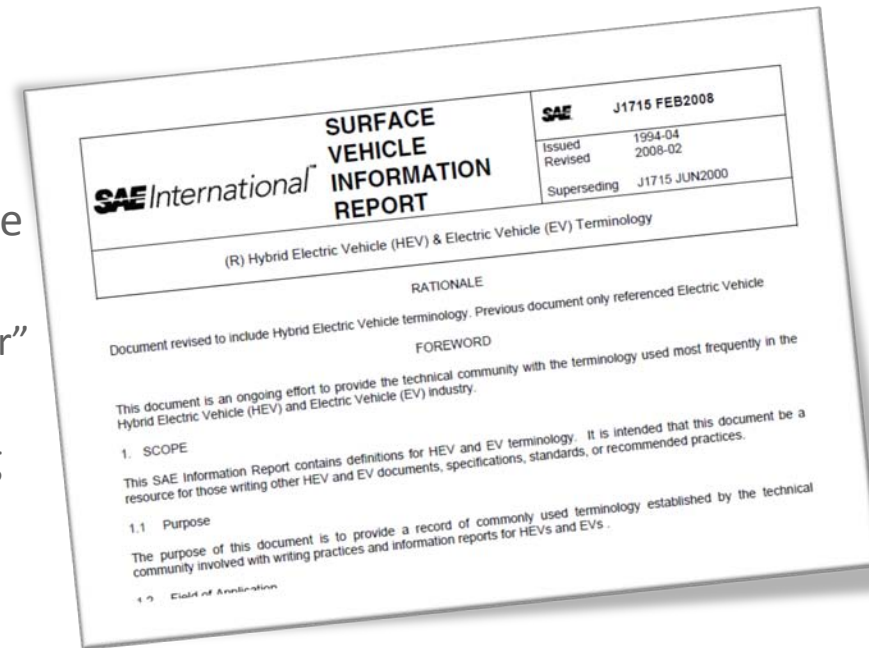 e
r”
SAE International™
SURFACE
VEHICLE
INFORMATION
REPORT
SAE J1715 FEB2008
Issued 1994-04
Revised 2008-02
Superseding J1715 JUN2000
(R) Hybrid Electric Vehicle (HEV) & Electric Vehicle (EV) Terminology
RATIONALE
Document revised to include Hybrid Electric Vehicle terminology. Previous document only referenced Electric Vehicle
FOREWORD
This document is an ongoing effort to provide the technical community with the terminology used most frequently in the
Hybrid Electric Vehicle (HEV) and Electric Vehicle (EV) industry.
1. SCOPE
This SAE Information Report contains definitions for HEV and EV terminology. It is intended that this document be a
resource for those writing other HEV and EV documents, specifications, standards, or recommended practices.
1.1 Purpose
The purpose of this document is to provide a record of commonly used terminology established by the technical
community involved with writing practices and information reports for HEVs and EVs .
1.2 Field of Application